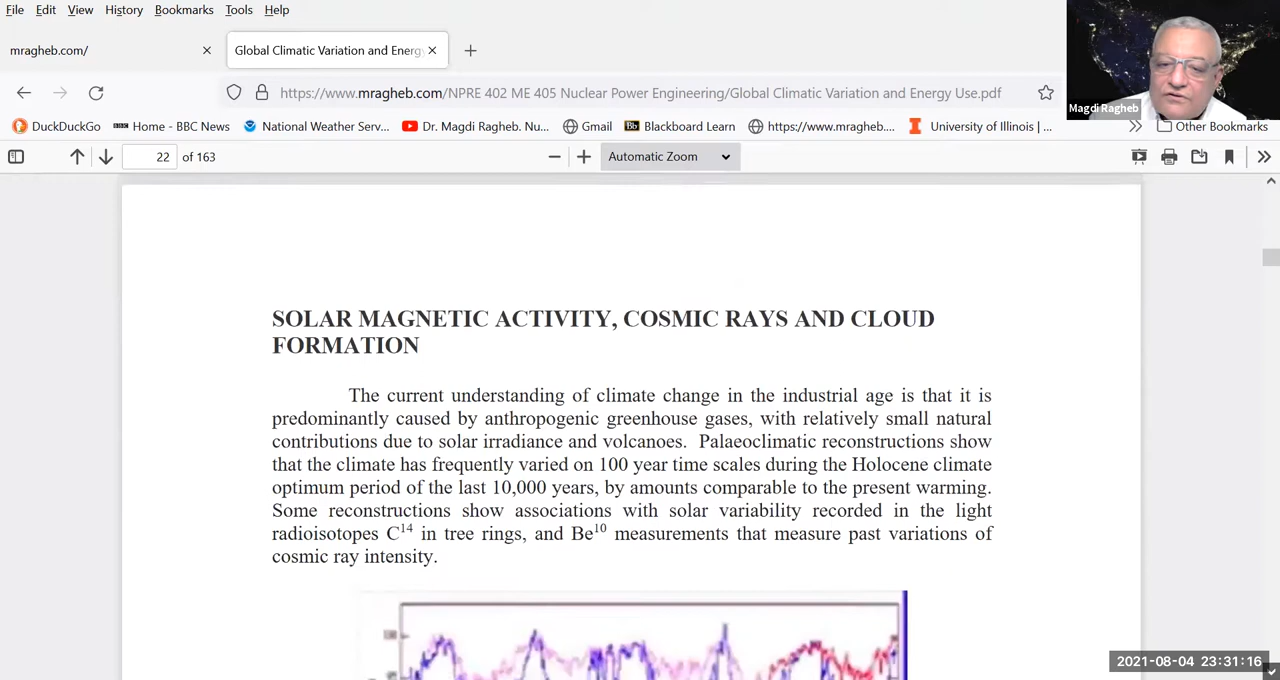 File Edit View History Bookmarks Tools Help
mragheb.com/
Global Climatic Variation and Energ
https://www.mragheb.com/NPRE 402 ME 405 Nuclear Power Engineering/Global Climatic Variation and Energy Use.pdf
Magdi Ragheb
DuckDuckGo BBC Home - BBC News National Weather Serv... Dr. Magdi Ragheb. Nu... Gmail Bb Blackboard Learn https://www.mragheb.... University of Illinois | ... Other Bookmarks
22 of 163 Automatic Zoom
SOLAR MAGNETIC ACTIVITY, COSMIC RAYS AND CLOUD
FORMATION
The current understanding of climate change in the industrial age is that it is
predominantly caused by anthropogenic greenhouse gases, with relatively small natural
contributions due to solar irradiance and volcanoes. Palaeoclimatic reconstructions show
that the climate has frequently varied on 100 year time scales during the Holocene climate
optimum period of the last 10,000 years, by amounts comparable to the present warming.
Some reconstructions show associations with solar variability recorded in the light
radioisotopes C¹⁴ in tree rings, and Be¹⁰ measurements that measure past variations of
cosmic ray intensity.
2021-08-04 23:31:16